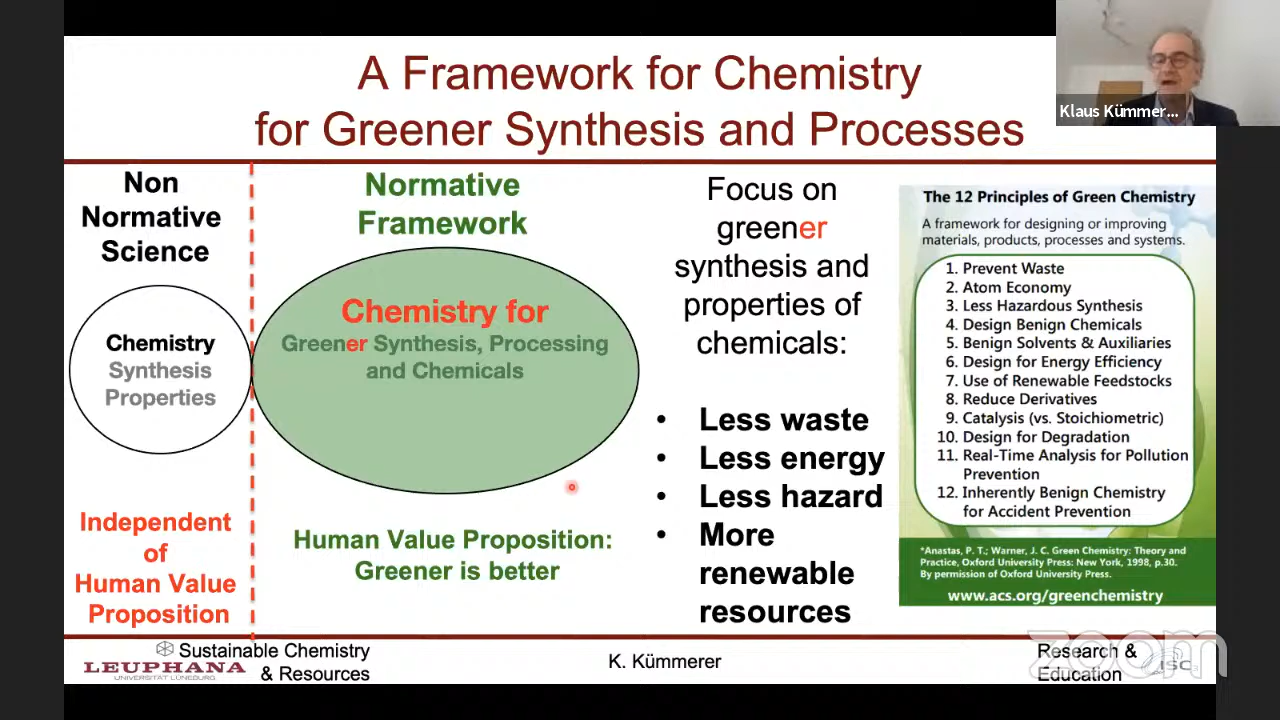 A Framework for Chemistry
for Greener Synthesis and Processes
Klaus Kümmer...
Non
Normative
Science
Chemistry
Synthesis
Properties
Independent
of
Human Value
Proposition
Normative
Framework
Chemistry for
Greener Synthesis, Processing
and Chemicals
Human Value Proposition:
Greener is better
Focus on
greener
synthesis and
properties of
chemicals:
• Less waste
• Less energy
• Less hazard
• More
renewable
resources
The 12 Principles of Green Chemistry
A framework for designing or improving
materials, products, processes and systems.
1. Prevent Waste
2. Atom Economy
3. Less Hazardous Synthesis
4. Design Benign Chemicals
5. Benign Solvents & Auxiliaries
6. Design for Energy Efficiency
7. Use of Renewable Feedstocks
8. Reduce Derivatives
9. Catalysis (vs. Stoichiometric)
10. Design for Degradation
11. Real-Time Analysis for Pollution
Prevention
12. Inherently Benign Chemistry
for Accident Prevention
*Anastas, P. T.; Warner, J. C. Green Chemistry: Theory and
Practice, Oxford University Press: New York, 1998, p.30.
By permission of Oxford University Press.
www.acs.org/greenchemistry
Sustainable Chemistry
& Resources
LEUPHANA
UNIVERSITÄT LÜNEBURG
K. Kümmerer
Research &
Education
zoom
ISC